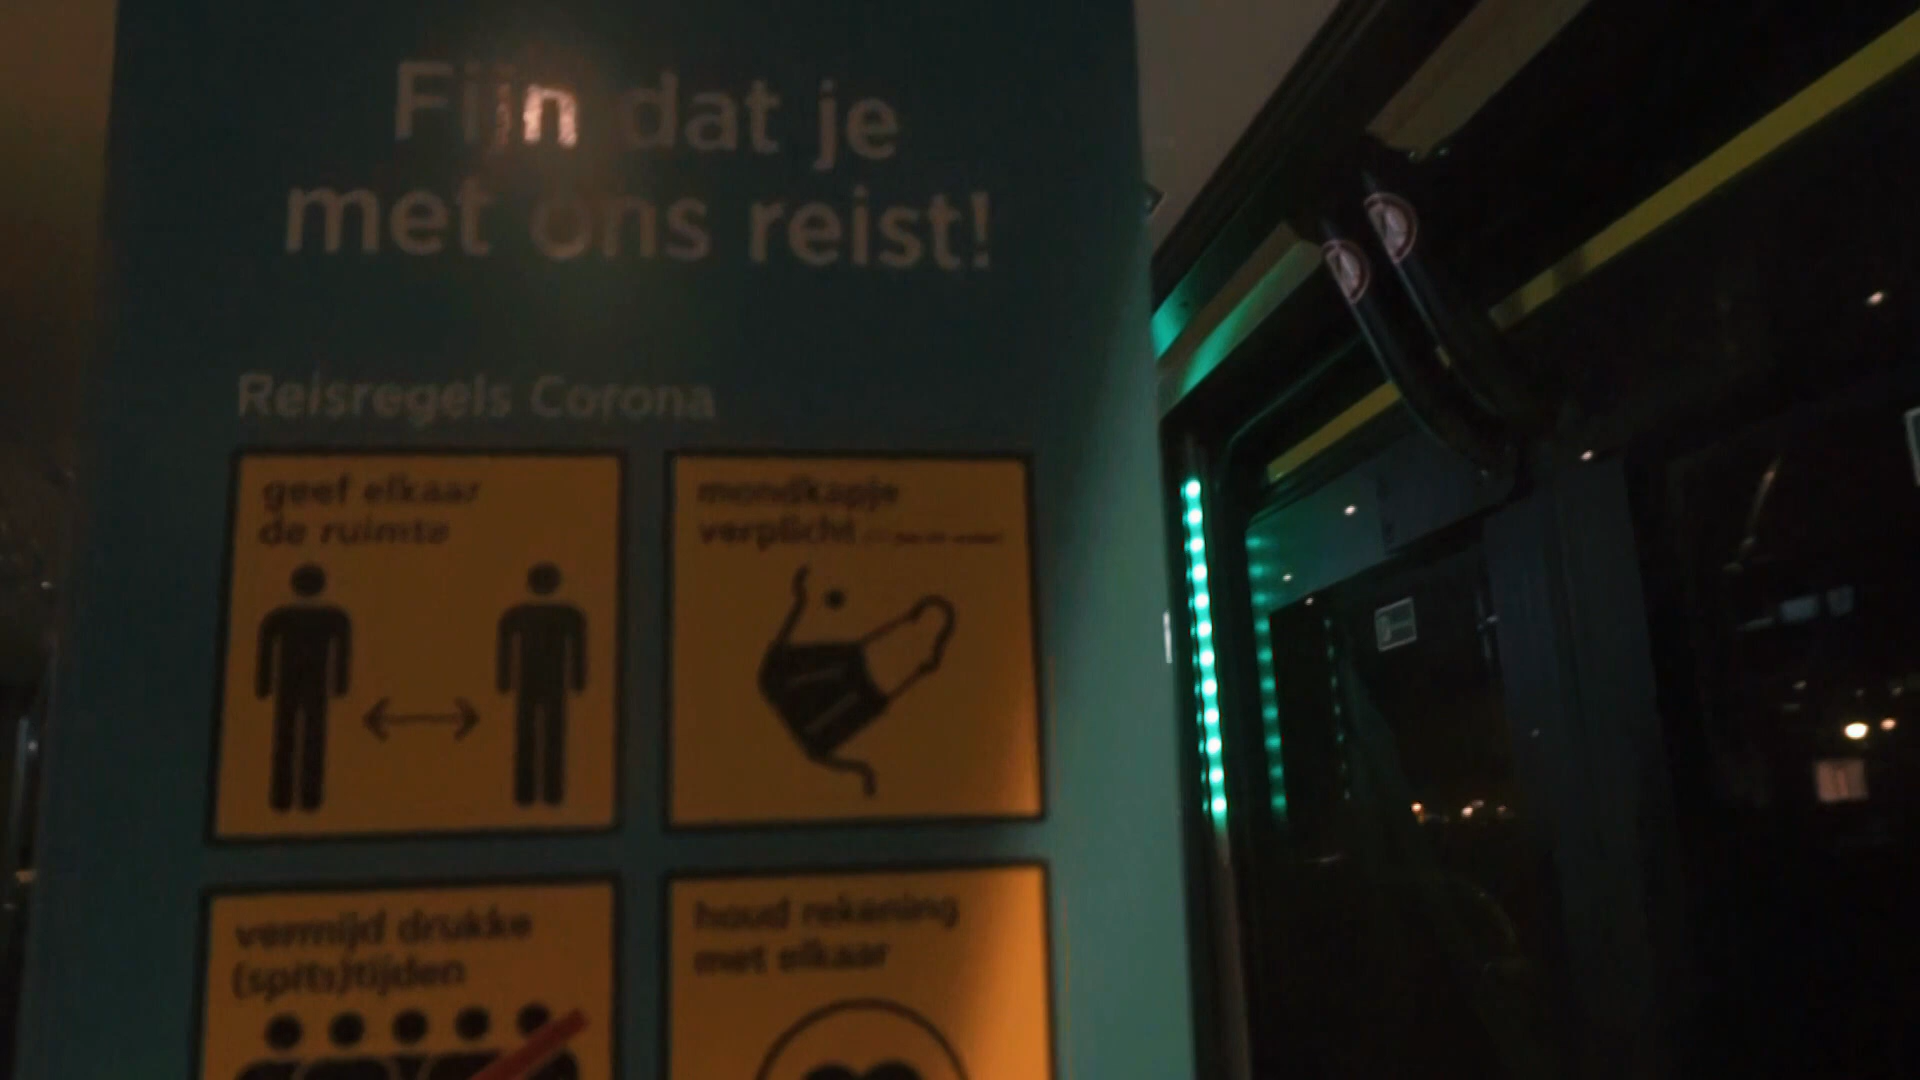 Fijn dat je
met ons reist!
Reisregels Corona
geef elkaar
de ruimte
mondkapje
verplicht
vermijd drukke
(spits)tijden
houd rekening
met elkaar